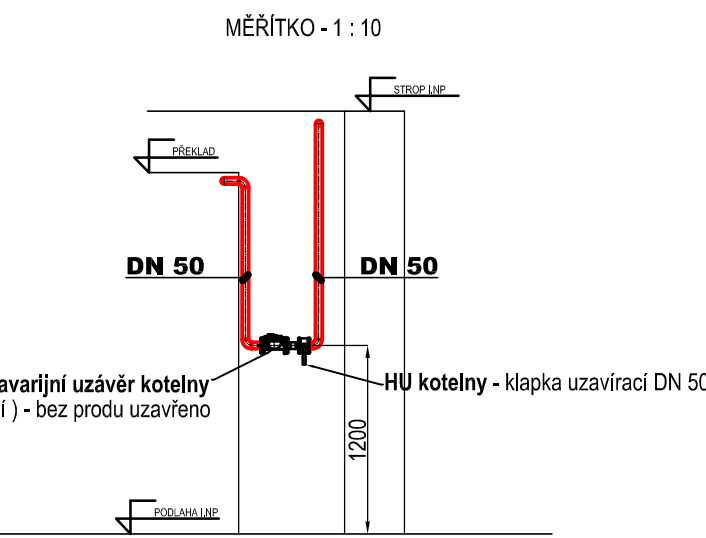 MĚŘÍTKO - 1 : 10
STROP I.NP
PŘEKLAD
DN 50
DN 50
avarijní uzávěr kotelny
í ) - bez produ uzavřeno
HU kotelny - klapka uzavírací DN 50
1200
PODLAHA I.NP